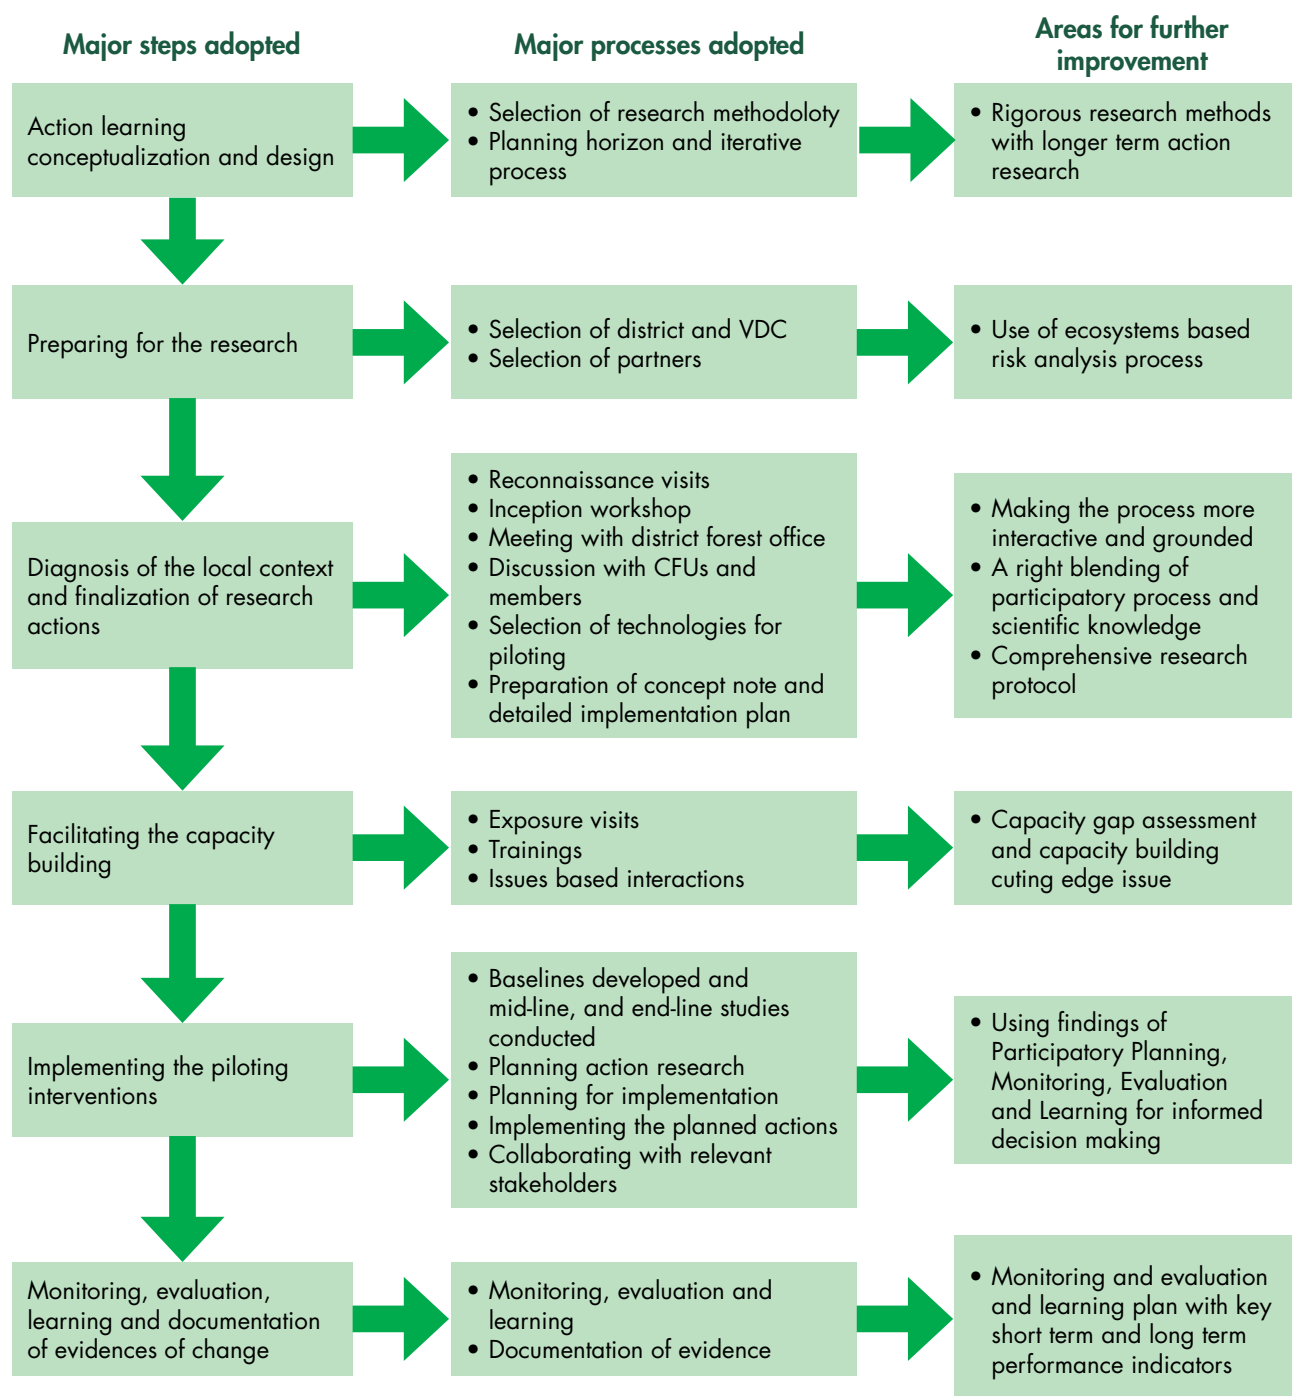 Major steps adopted
Major processes adopted
Areas for further
improvement
Action learning
conceptualization and design
• Selection of research methodoloty
• Planning horizon and iterative
process
• Rigorous research methods
with longer term action
research
Preparing for the research
• Selection of district and VDC
• Selection of partners
• Use of ecosystems based
risk analysis process
Diagnosis of the local context
and finalization of research
actions
• Reconnaissance visits
• Inception workshop
• Meeting with district forest office
• Discussion with CFUs and
members
• Selection of technologies for
piloting
• Preparation of concept note and
detailed implementation plan
• Making the process more
interactive and grounded
• A right blending of
participatory process and
scientific knowledge
• Comprehensive research
protocol
Facilitating the capacity
building
• Exposure visits
• Trainings
• Issues based interactions
• Capacity gap assessment
and capacity building
cuting edge issue
Implementing the piloting
interventions
• Baselines developed and
mid-line, and end-line studies
conducted
• Planning action research
• Planning for implementation
• Implementing the planned actions
• Collaborating with relevant
stakeholders
• Using findings of
Participatory Planning,
Monitoring, Evaluation
and Learning for informed
decision making
Monitoring, evaluation,
learning and documentation
of evidences of change
• Monitoring, evaluation and
learning
• Documentation of evidence
• Monitoring and evaluation
and learning plan with key
short term and long term
performance indicators